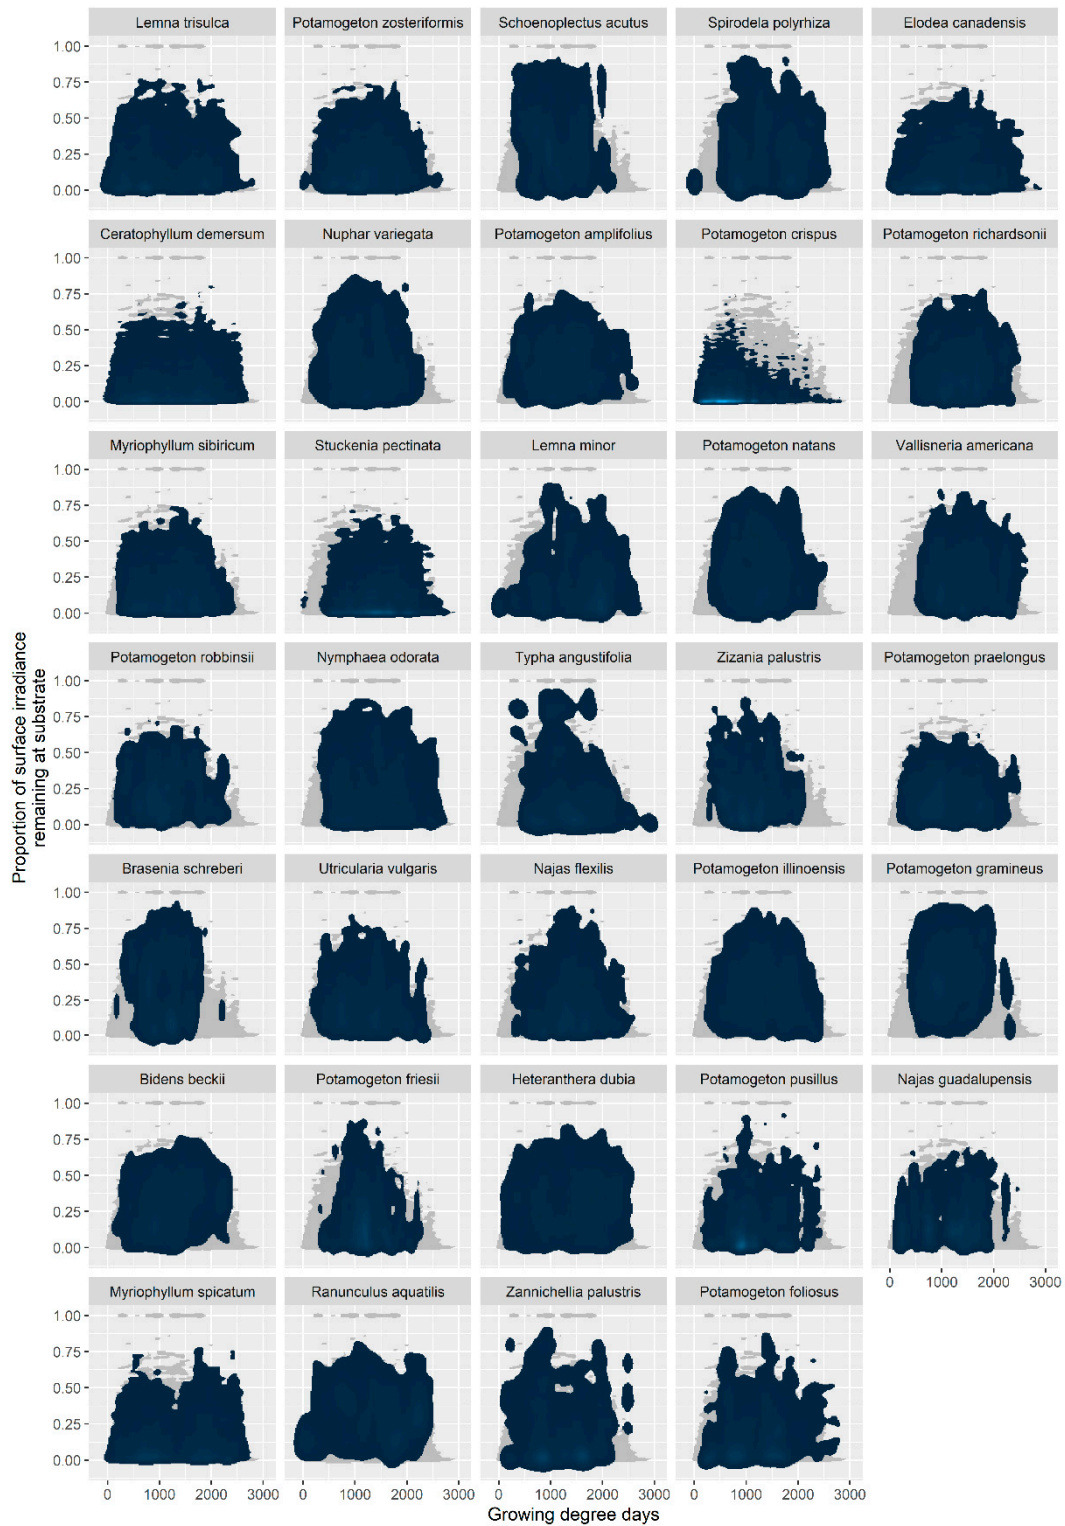 Lemna trisulca Potamogeton zosteriformis Schoenoplectus acutus Spirodela polyrhiza Elodea canadensis
1.00
0.75
0.50
0.25
0.00
Ceratophyllum demersum Nuphar variegata Potamogeton amplifolius Potamogeton crispus Potamogeton richardsonii
1.00
0.75
0.50
0.25
0.00
Myriophyllum sibiricum Stuckenia pectinata Lemna minor Potamogeton natans Vallisneria americana
1.00
0.75
0.50
0.25
0.00
Proportion of surface irradiance
remaining at substrate
Potamogeton robbinsii Nymphaea odorata Typha angustifolia Zizania palustris Potamogeton praelongus
1.00
0.75
0.50
0.25
0.00
Brasenia schreberi Utricularia vulgaris Najas flexilis Potamogeton illinoensis Potamogeton gramineus
1.00
0.75
0.50
0.25
0.00
Bidens beckii Potamogeton friesii Heteranthera dubia Potamogeton pusillus Najas guadalupensis
1.00
0.75
0.50
0.25
0.00
0 1000 2000 3000
Myriophyllum spicatum Ranunculus aquatilis Zannichellia palustris Potamogeton foliosus
1.00
0.75
0.50
0.25
0.00
0 1000 2000 3000 0 1000 2000 3000 0 1000 2000 3000 0 1000 2000 3000
Growing degree days